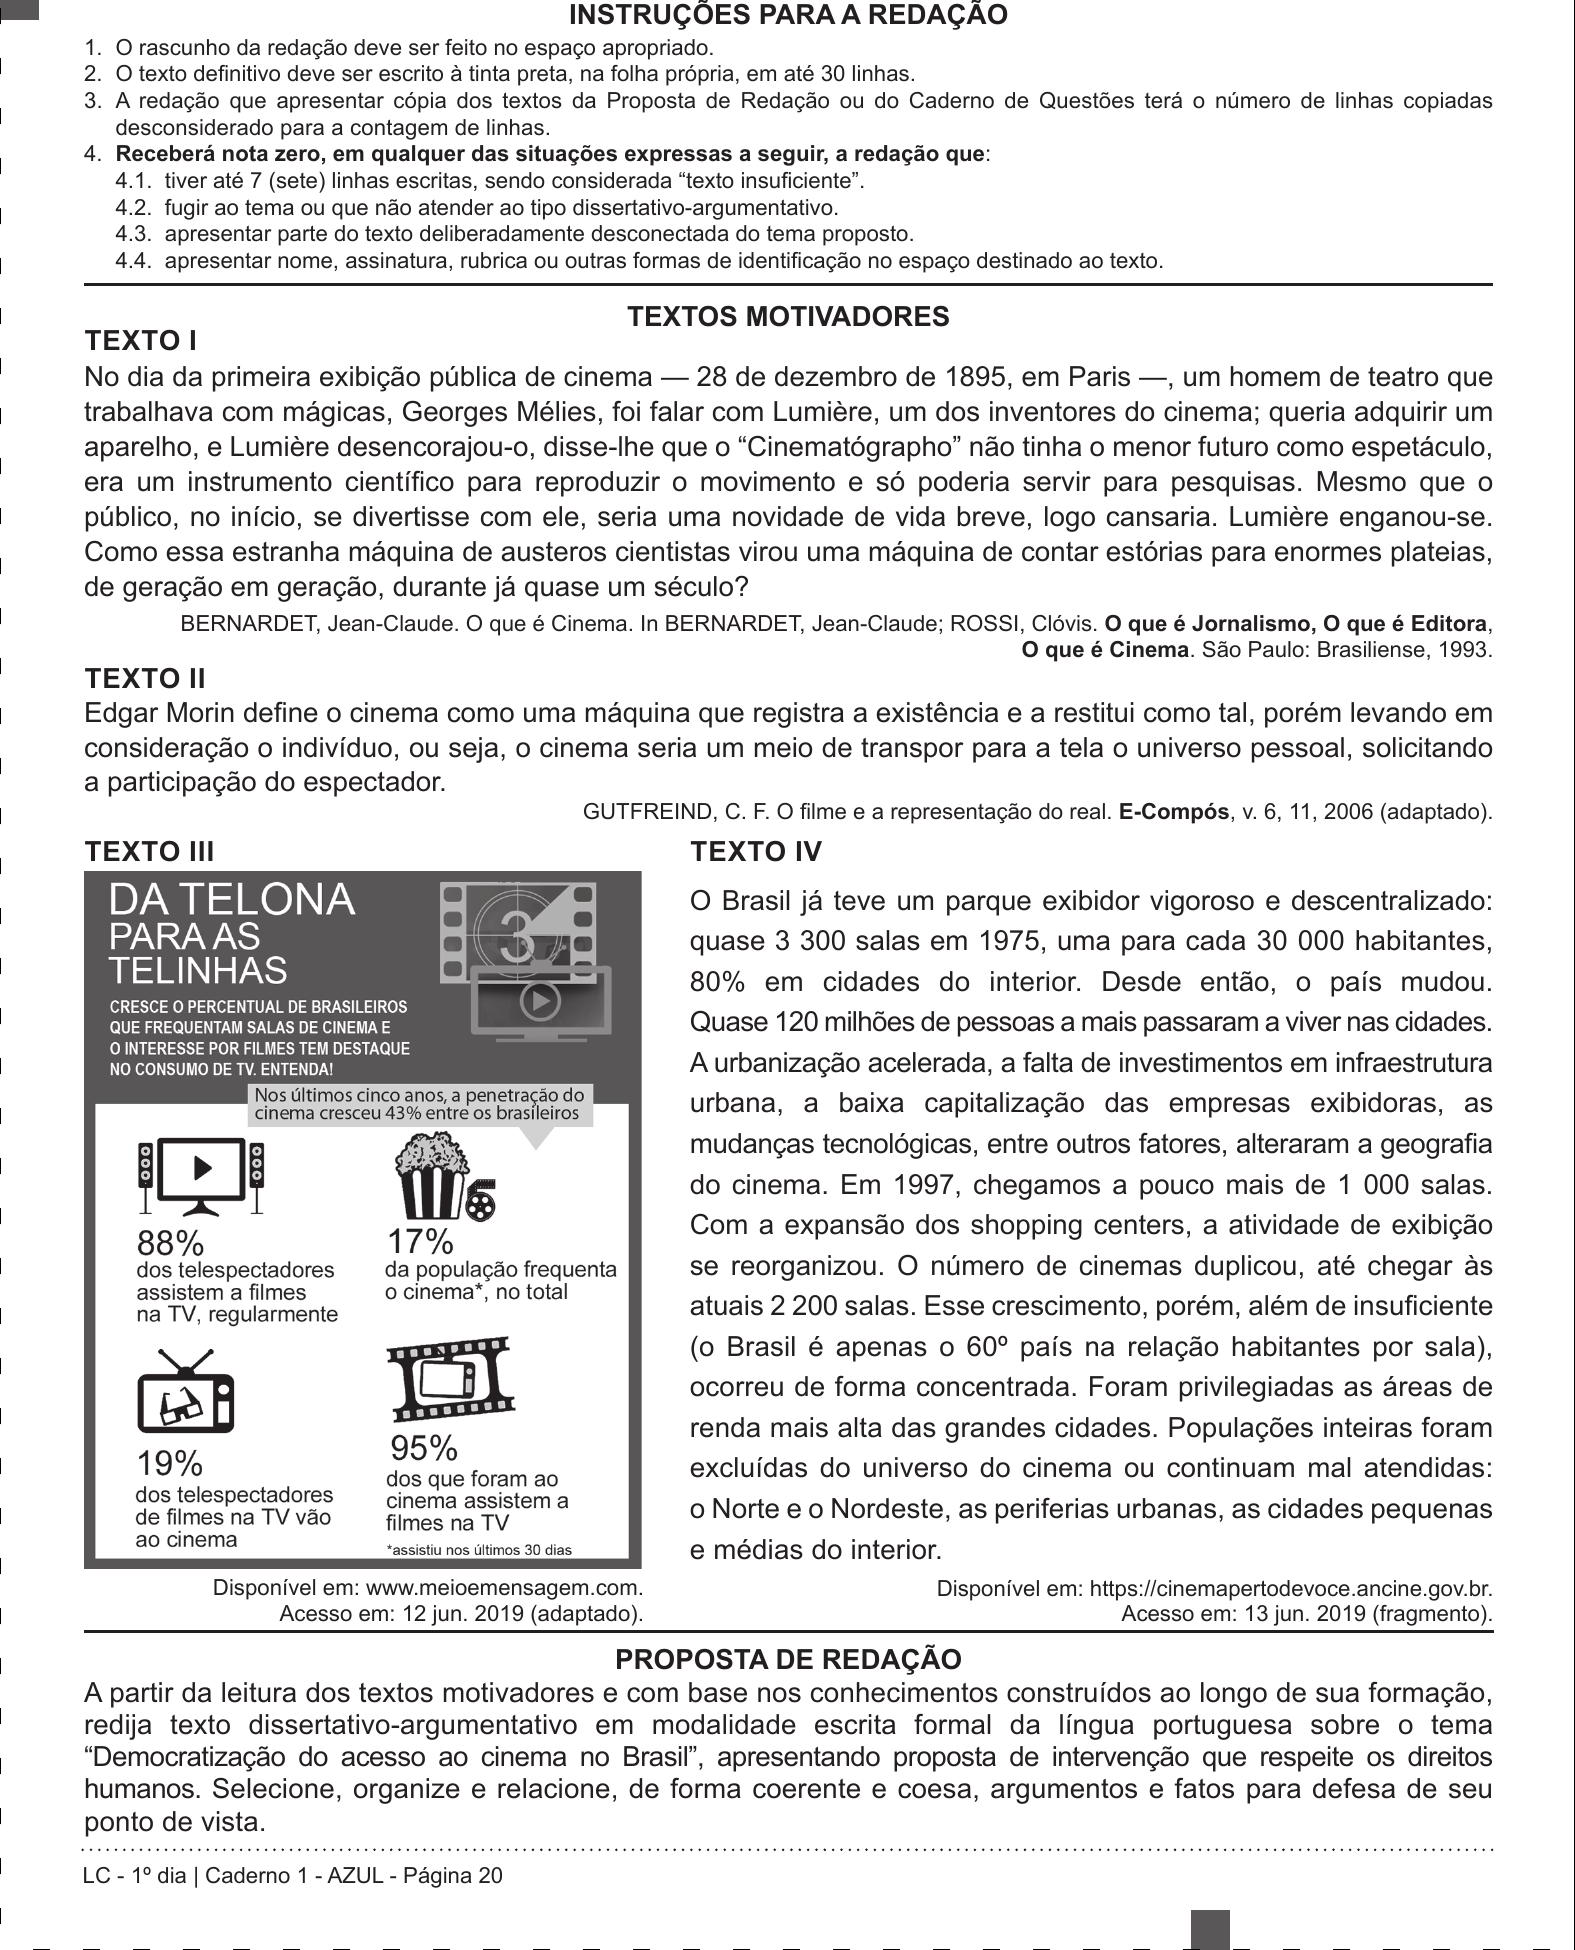 INSTRUÇÕES PARA A REDAÇÃO
1. O rascunho da redação deve ser feito no espaço apropriado.
2. O texto definitivo deve ser escrito à tinta preta, na folha própria, em até 30 linhas.
3. A redação que apresentar cópia dos textos da Proposta de Redação ou do Caderno de Questões terá o número de linhas copiadas
desconsiderado para a contagem de linhas.
4. Receberá nota zero, em qualquer das situações expressas a seguir, a redação que:
4.1. tiver até 7 (sete) linhas escritas, sendo considerada “texto insuficiente”.
4.2. fugir ao tema ou que não atender ao tipo dissertativo-argumentativo.
4.3. apresentar parte do texto deliberadamente desconectada do tema proposto.
4.4. apresentar nome, assinatura, rubrica ou outras formas de identificação no espaço destinado ao texto.
TEXTOS MOTIVADORES
TEXTO I
No dia da primeira exibição pública de cinema — 28 de dezembro de 1895, em Paris —, um homem de teatro que
trabalhava com mágicas, Georges Mélies, foi falar com Lumière, um dos inventores do cinema; queria adquirir um
aparelho, e Lumière desencorajou-o, disse-lhe que o “Cinematógrapho” não tinha o menor futuro como espetáculo,
era um instrumento científico para reproduzir o movimento e só poderia servir para pesquisas. Mesmo que o
público, no início, se divertisse com ele, seria uma novidade de vida breve, logo cansaria. Lumière enganou-se.
Como essa estranha máquina de austeros cientistas virou uma máquina de contar estórias para enormes plateias,
de geração em geração, durante já quase um século?
BERNARDET, Jean-Claude. O que é Cinema. In BERNARDET, Jean-Claude; ROSSI, Clóvis. O que é Jornalismo, O que é Editora,
O que é Cinema. São Paulo: Brasiliense, 1993.
TEXTO II
Edgar Morin define o cinema como uma máquina que registra a existência e a restitui como tal, porém levando em
consideração o indivíduo, ou seja, o cinema seria um meio de transpor para a tela o universo pessoal, solicitando
a participação do espectador.
GUTFREIND, C. F. O filme e a representação do real. E-Compós, v. 6, 11, 2006 (adaptado).
TEXTO III
DA TELONA
PARA AS
TELINHAS
3
CRESCE O PERCENTUAL DE BRASILEIROS
QUE FREQUENTAM SALAS DE CINEMA E
O INTERESSE POR FILMES TEM DESTAQUE
NO CONSUMO DE TV. ENTENDA!
Nos últimos cinco anos, a penetração do
cinema cresceu 43% entre os brasileiros
88%
dos telespectadores
assistem a filmes
na TV, regularmente
17%
da população frequenta
o cinema*, no total
19%
dos telespectadores
de filmes na TV vão
ao cinema
95%
dos que foram ao
cinema assistem a
filmes na TV
*assistiu nos últimos 30 dias
Disponível em: www.meioemensagem.com.
Acesso em: 12 jun. 2019 (adaptado).
TEXTO IV
O Brasil já teve um parque exibidor vigoroso e descentralizado:
quase 3 300 salas em 1975, uma para cada 30 000 habitantes,
80% em cidades do interior. Desde então, o país mudou.
Quase 120 milhões de pessoas a mais passaram a viver nas cidades.
A urbanização acelerada, a falta de investimentos em infraestrutura
urbana, a baixa capitalização das empresas exibidoras, as
mudanças tecnológicas, entre outros fatores, alteraram a geografia
do cinema. Em 1997, chegamos a pouco mais de 1 000 salas.
Com a expansão dos shopping centers, a atividade de exibição
se reorganizou. O número de cinemas duplicou, até chegar às
atuais 2 200 salas. Esse crescimento, porém, além de insuficiente
(o Brasil é apenas o 60º país na relação habitantes por sala),
ocorreu de forma concentrada. Foram privilegiadas as áreas de
renda mais alta das grandes cidades. Populações inteiras foram
excluídas do universo do cinema ou continuam mal atendidas:
o Norte e o Nordeste, as periferias urbanas, as cidades pequenas
e médias do interior.
Disponível em: https://cinemapertodevoce.ancine.gov.br.
Acesso em: 13 jun. 2019 (fragmento).
PROPOSTA DE REDAÇÃO
A partir da leitura dos textos motivadores e com base nos conhecimentos construídos ao longo de sua formação,
redija texto dissertativo-argumentativo em modalidade escrita formal da língua portuguesa sobre o tema
“Democratização do acesso ao cinema no Brasil”, apresentando proposta de intervenção que respeite os direitos
humanos. Selecione, organize e relacione, de forma coerente e coesa, argumentos e fatos para defesa de seu
ponto de vista.
LC - 1º dia | Caderno 1 - AZUL - Página 20